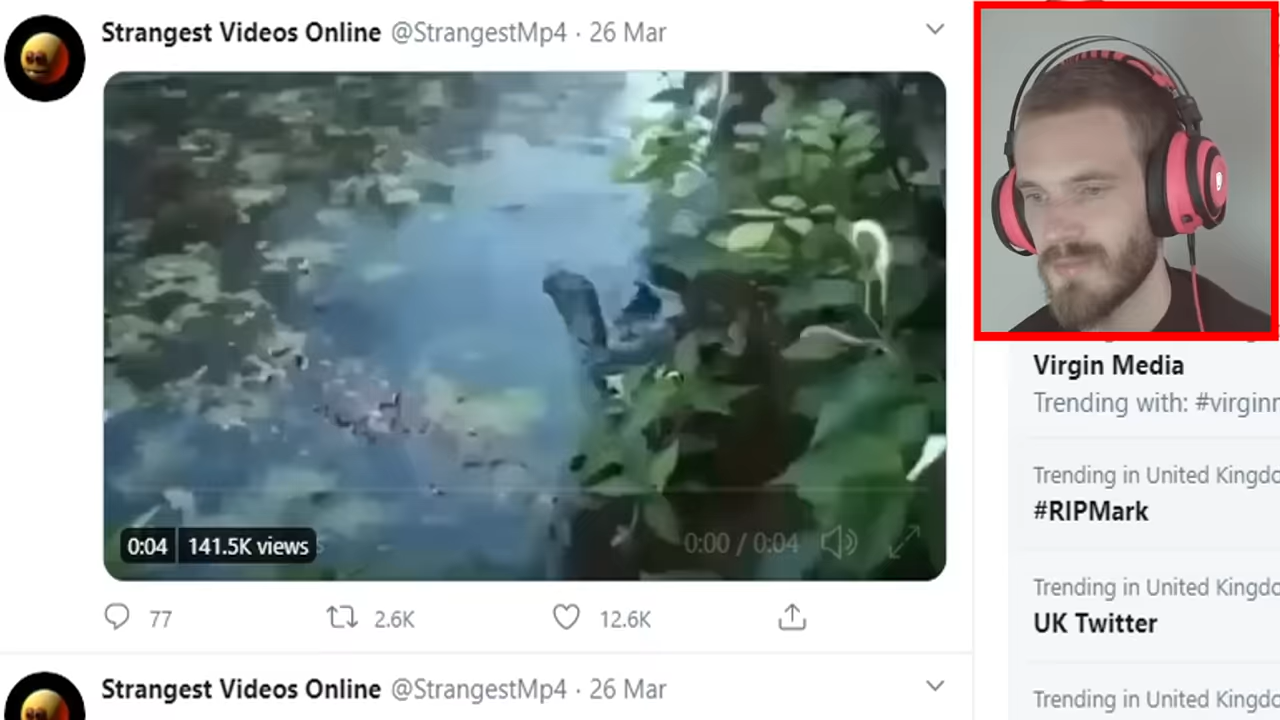 Strangest Videos Online @StrangestMp4 · 26 Mar
0:04 141.5K views
0:00 / 0:04
77 2.6K 12.6K
Strangest Videos Online @StrangestMp4 · 26 Mar
Virgin Media
Trending with: #virginr
Trending in United Kingdo
#RIPMark
Trending in United Kingdo
UK Twitter
Trending in United Kingdo